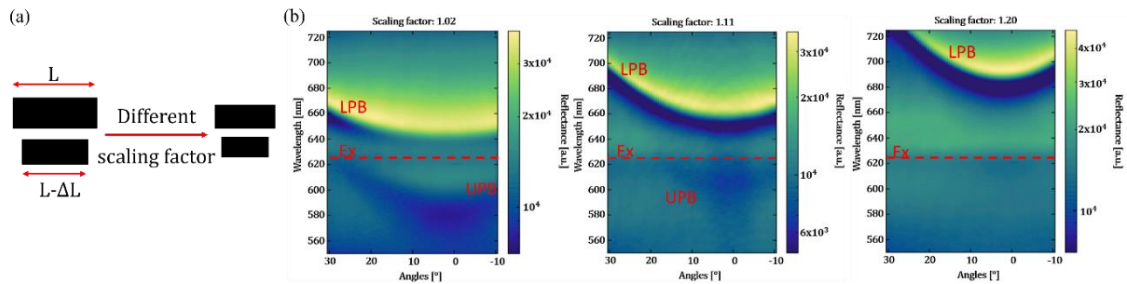 (a)
L
Different
scaling factor
L-ΔL
(b)
Scaling factor: 1.02
720
700
680
660
640
620
600
580
560
Wavelength [nm]
LPB
Ex
UPB
30
20
10
0
-10
Angles [°]
3x10⁴
2x10⁴
10⁴
Reflectance [a.u.]
Scaling factor: 1.11
720
700
680
660
640
620
600
580
560
Wavelength [nm]
LPB
Ex
UPB
30
20
10
0
-10
Angles [°]
3x10⁴
2x10⁴
10⁴
6x10³
Reflectance [a.u.]
Scaling factor: 1.20
720
700
680
660
640
620
600
580
560
Wavelength [nm]
LPB
Ex
30
20
10
0
-10
Angles [°]
4x10⁴
3x10⁴
2x10⁴
10⁴
Reflectance [a.u.]